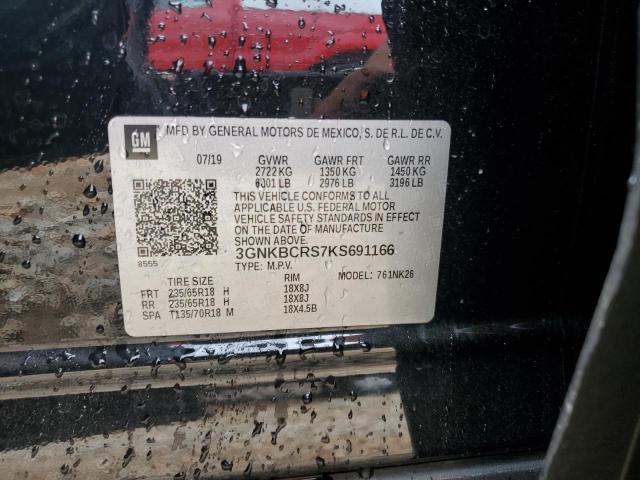 GM MFD BY GENERAL MOTORS DE MEXICO, S. DE R.L. DE C.V.
07/19 GVWR GAWR FRT GAWR RR
2722 KG 1350 KG 1450 KG
6001 LB 2976 LB 3196 LB
THIS VEHICLE CONFORMS TO ALL
APPLICABLE U.S. FEDERAL MOTOR
VEHICLE SAFETY STANDARDS IN EFFECT
ON THE DATE OF MANUFACTURE
SHOWN ABOVE.
3GNKBCRS7KS691166
8555
TYPE: M.P.V. MODEL: 761NK26
TIRE SIZE RIM
FRT 235/65R18 H 18X8J
RR 235/65R18 H 18X8J
SPA T135/70R18 M 18X4.5B